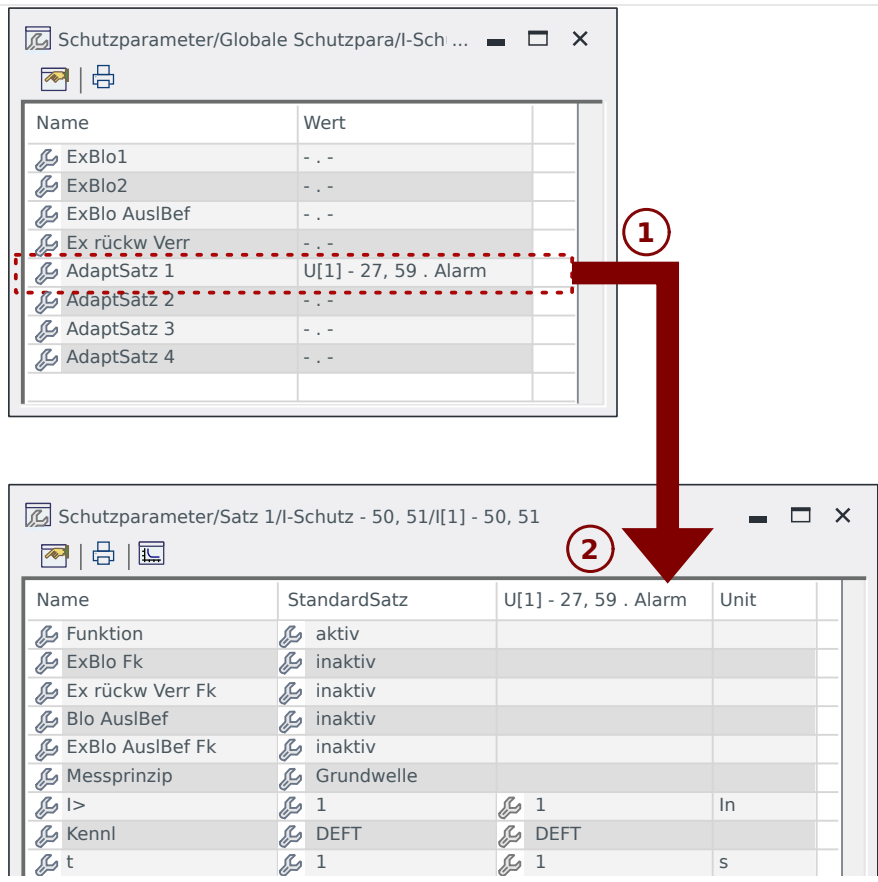 Schutzparameter/Globale Schutzpara/I-Sch ...
Name Wert
ExBlo1 - . -
ExBlo2 - . -
ExBlo AuslBef - . -
Ex rückw Verr - . -
AdaptSatz 1 U[1] - 27, 59 . Alarm
AdaptSatz 2 - . -
AdaptSatz 3 - . -
AdaptSatz 4 - . -
1
Schutzparameter/Satz 1/I-Schutz - 50, 51/I[1] - 50, 51
2
Name StandardSatz U[1] - 27, 59 . Alarm Unit
Funktion aktiv
ExBlo Fk inaktiv
Ex rückw Verr Fk inaktiv
Blo AuslBef inaktiv
ExBlo AuslBef Fk inaktiv
Messprinzip Grundwelle
I> 1 1 In
Kennl DEFT DEFT
t 1 1 s